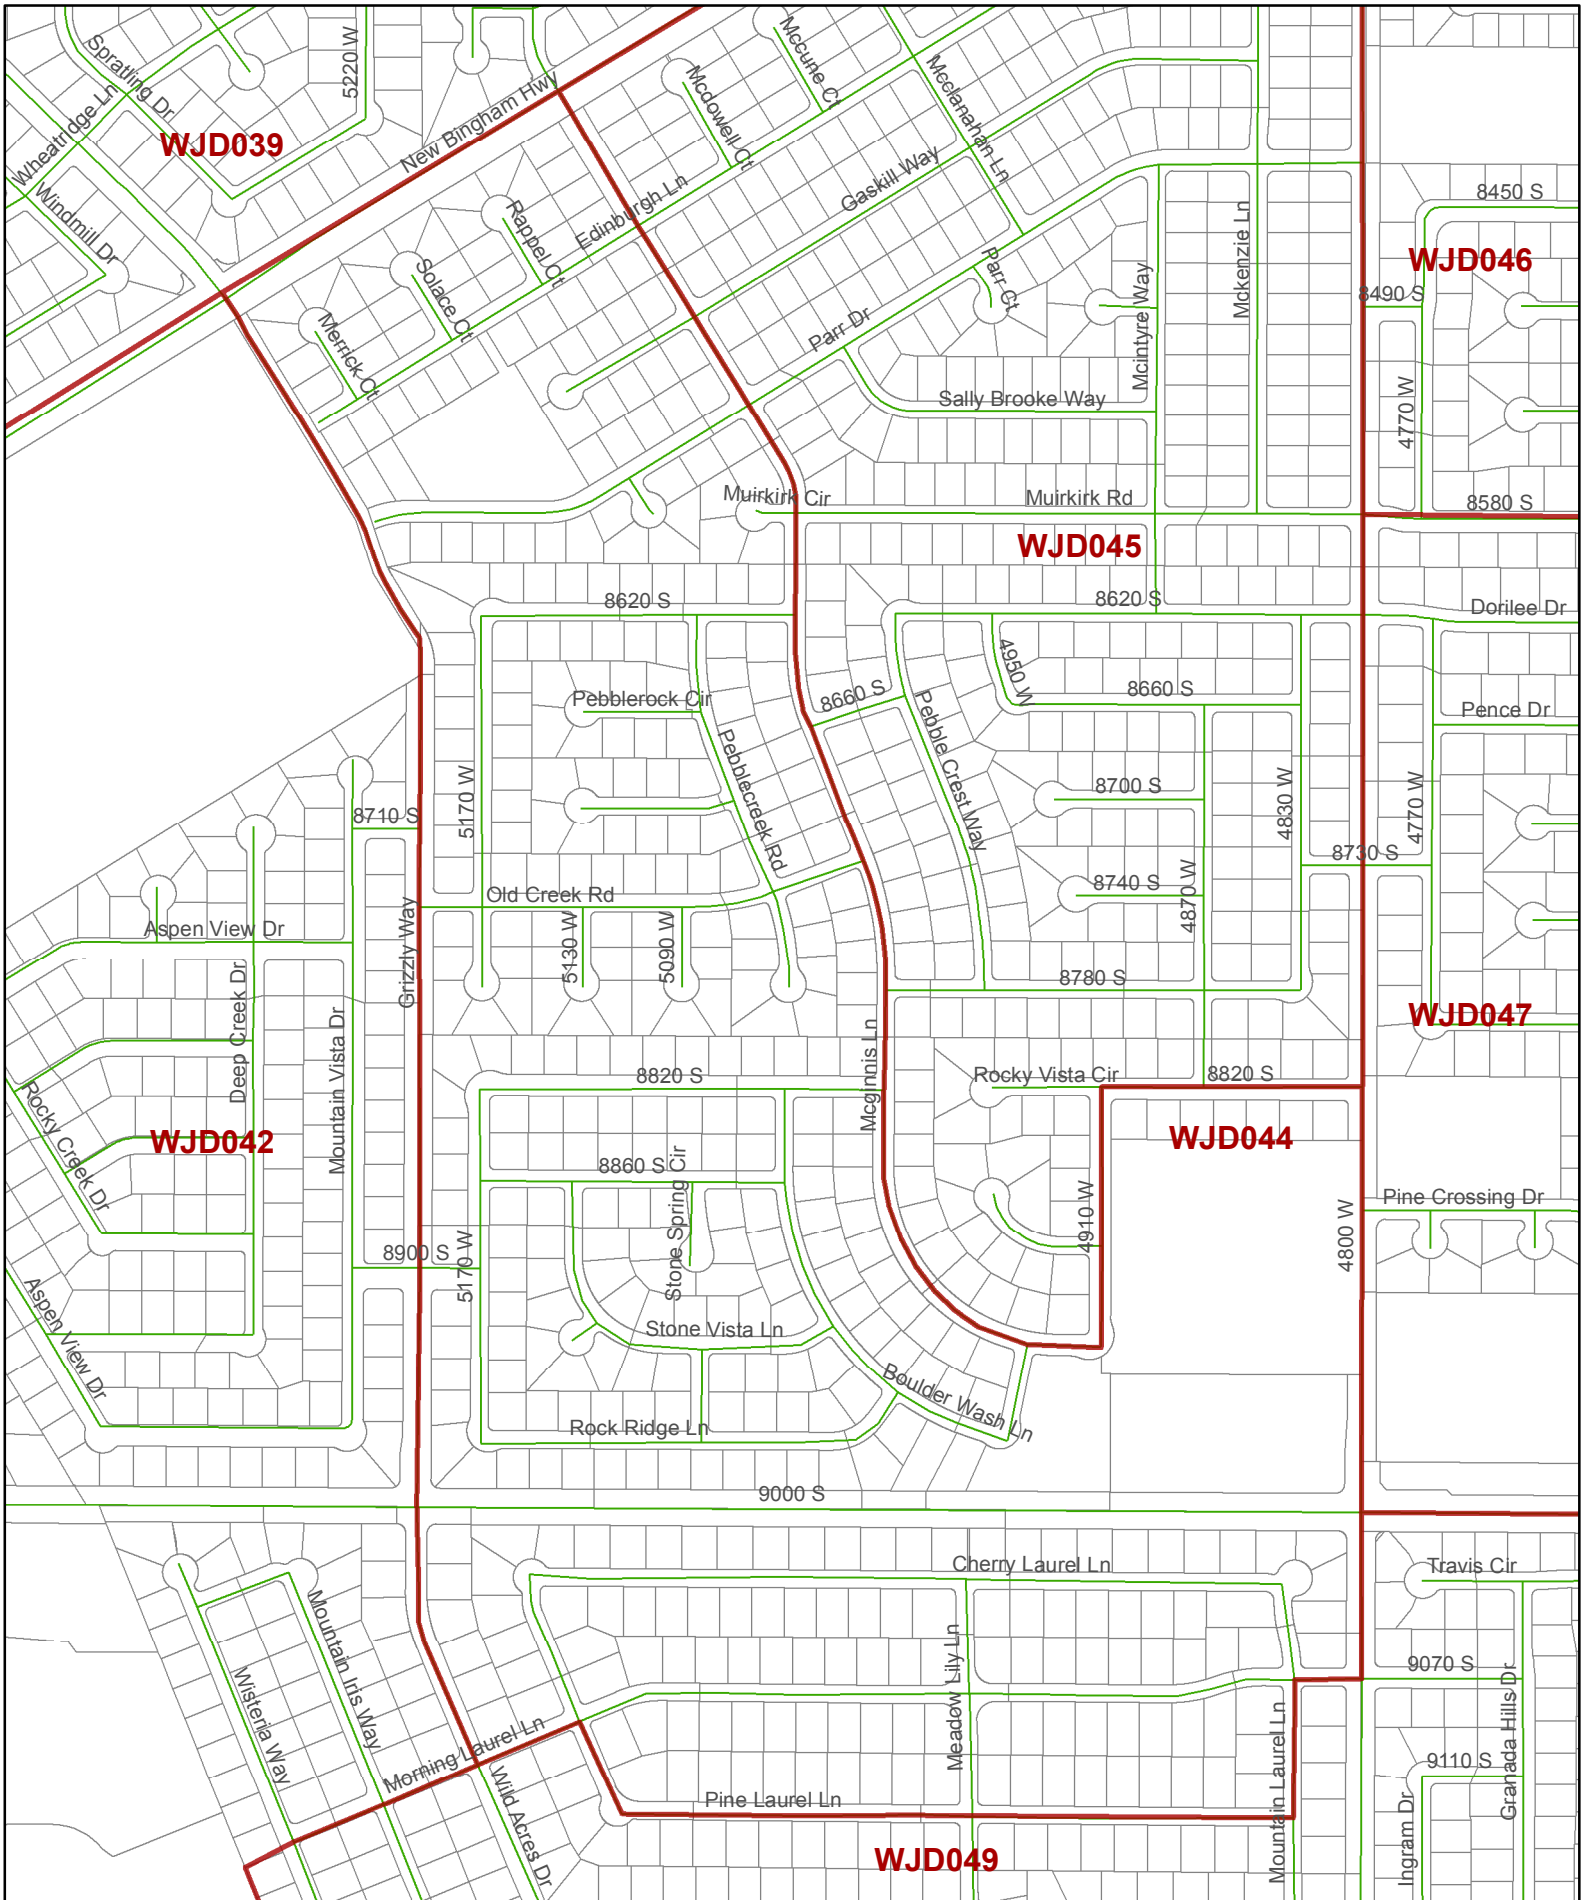 Spratling Dr
5220 W
Mccune Ct
Mcclanahan Ln
Wheatridge Ln
WJD039
New Bingham Hwy
Mcdowell Ct
Gaskill Way
Windmill Dr
Rappel Ct
Edinburgh Ln
Mckenzie Ln
8450 S
WJD046
8490 S
Solace Ct
Parr Ct
Mcintyre Way
Merrick Ct
Parr Dr
Sally Brooke Way
4770 W
Muirkirk Cir
Muirkirk Rd
8580 S
WJD045
8620 S
8620 S
Dorilee Dr
4950 W
Pebblerock Cir
8660 S
8660 S
Pence Dr
Pebble Crest Way
Pebblecreek Rd
5170 W
8710 S
8700 S
4830 W
4770 W
8730 S
Old Creek Rd
8740 S
4870 W
Aspen View Dr
Grizzly Way
5130 W
5090 W
8780 S
Deep Creek Dr
WJD047
Mountain Vista Dr
Mcginnis Ln
8820 S
Rocky Vista Cir
8820 S
Rocky Creek Dr
WJD042
WJD044
8860 S
Stone Spring Cir
4910 W
Pine Crossing Dr
4800 W
8900 S
5170 W
Aspen View Dr
Stone Vista Ln
Boulder Wash Ln
Rock Ridge Ln
9000 S
Cherry Laurel Ln
Travis Cir
Mountain Iris Way
Meadow Lily Ln
9070 S
Wisteria Way
Morning Laurel Ln
Mountain Laurel Ln
Granada Hills Dr
9110 S
Wild Acres Dr
Pine Laurel Ln
Ingram Dr
WJD049